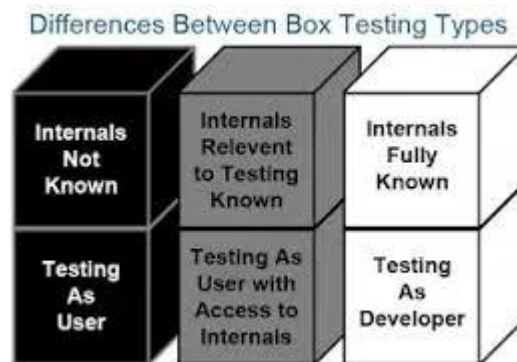 Differences Between Box Testing Types
Internals
Not
Known
Internals
Relevent
to Testing
Known
Internals
Fully
Known
Testing
As
User
Testing As
User with
Access to
Internals
Testing
As
Developer